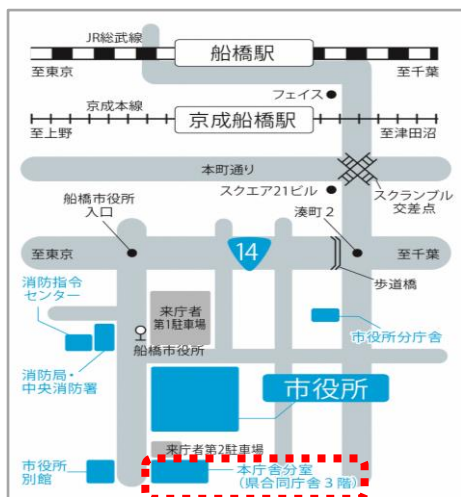 JR総武線
船橋駅
至東京
至千葉
フェイス
京成本線
京成船橋駅
至上野
至津田沼
本町通り
スクランブル
交差点
スクエア21ビル
船橋市役所
入口
湊町2
至東京
14
至千葉
歩道橋
消防指令
センター
来庁者
第1駐車場
市役所分庁舎
船橋市役所
消防局・
中央消防署
市役所
来庁者第2駐車場
市役所
別館
本庁舎分室
(県合同庁舎3階)